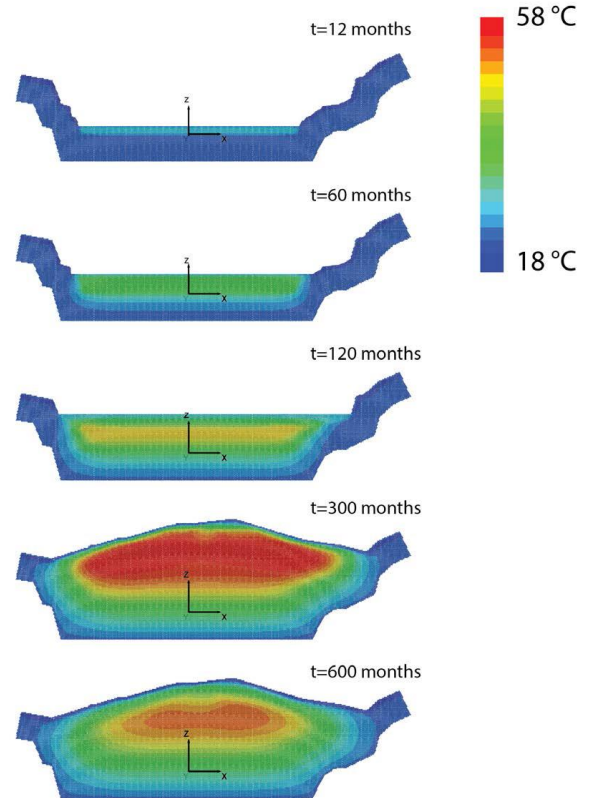 58 °C
t=12 months
z
x
t=60 months
z
x
18 °C
t=120 months
z
x
t=300 months
z
x
t=600 months
z
x